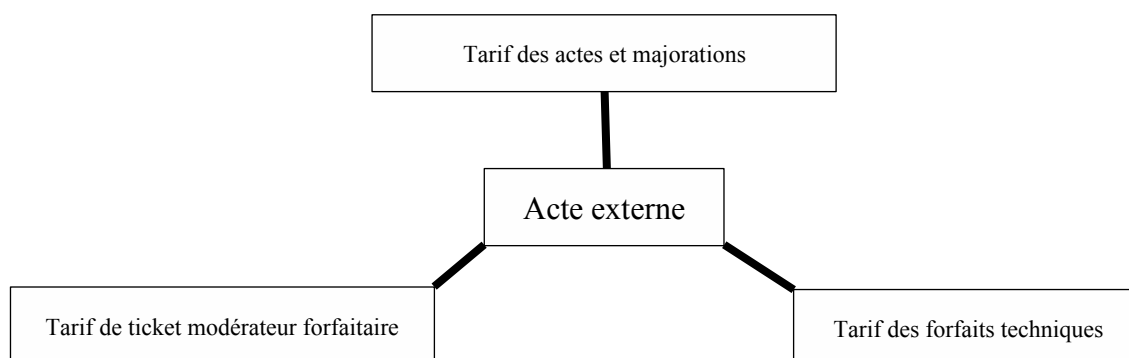 Tarif des actes et majorations
Acte externe
Tarif de ticket modérateur forfaitaire
Tarif des forfaits techniques